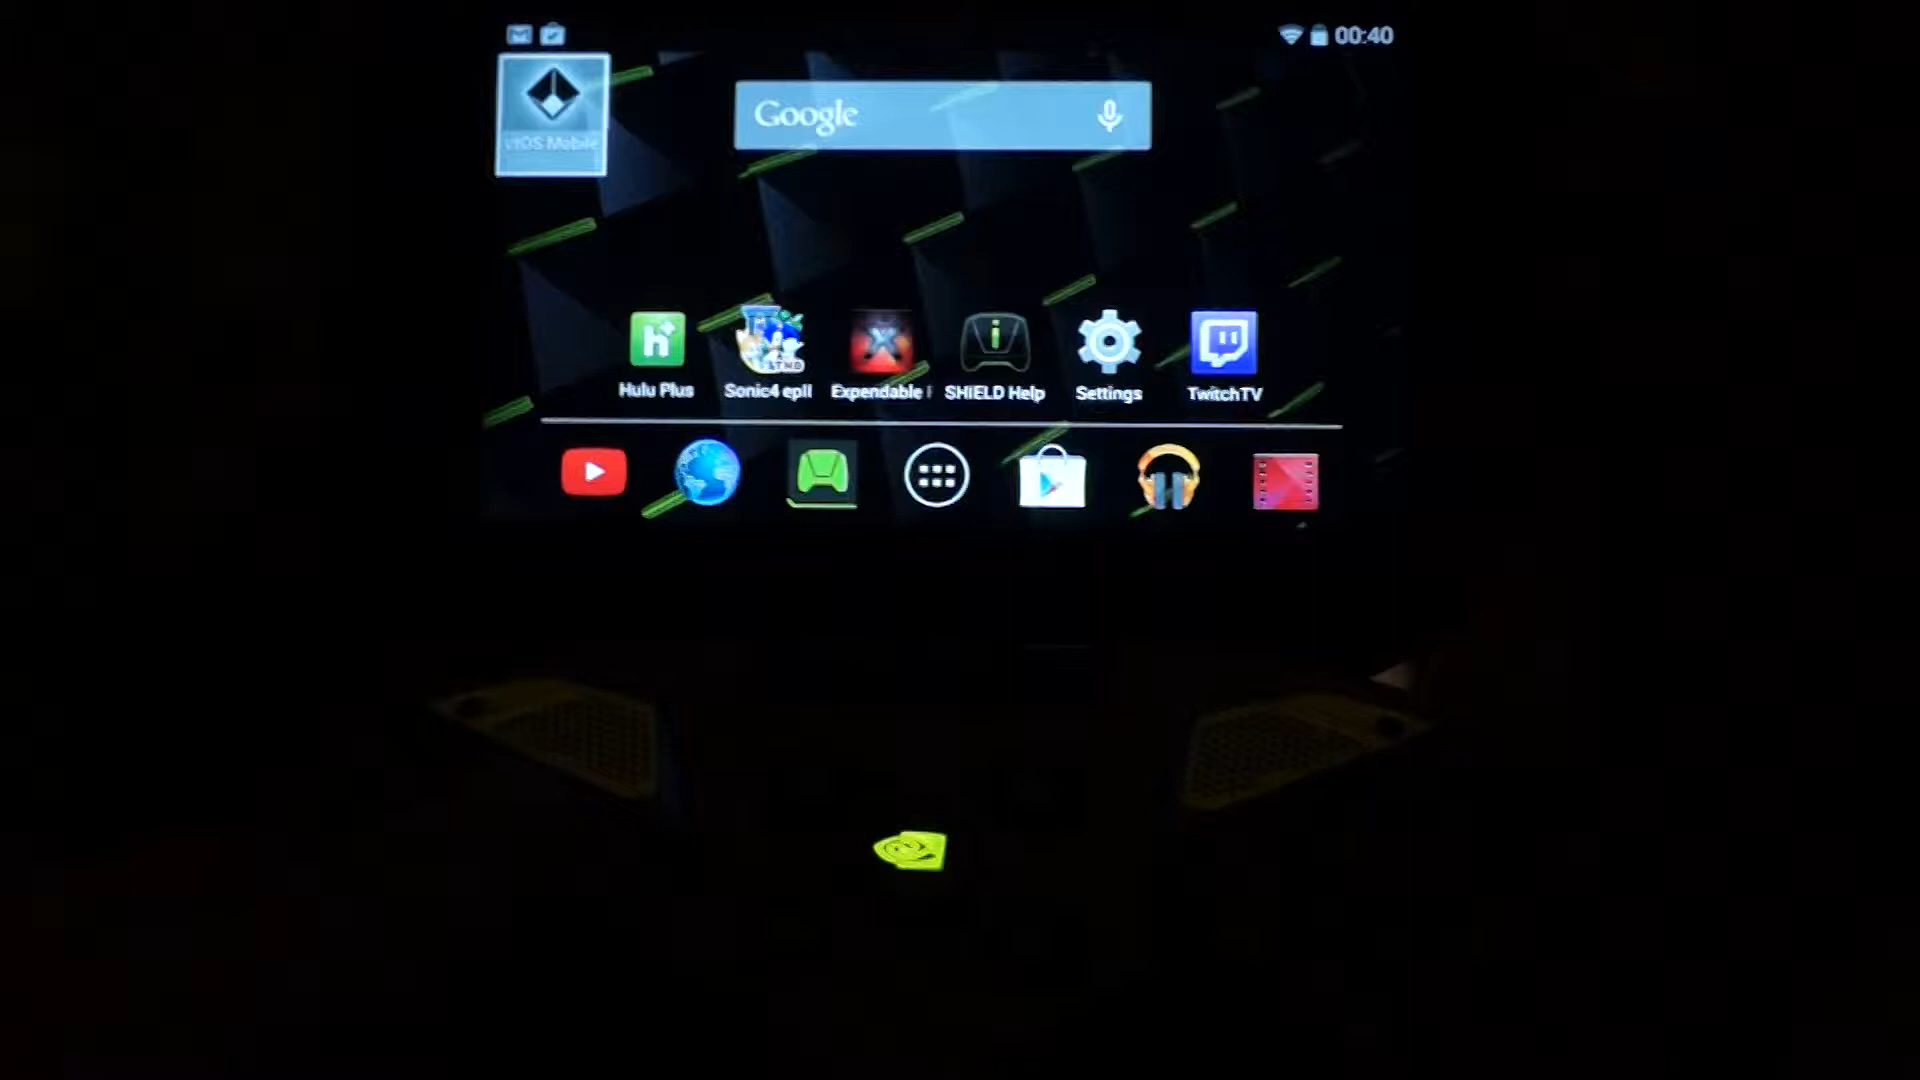 00:40
Google
Hulu Plus
Sonic4 epII
Expendable
SHIELD Help
Settings
TwitchTV